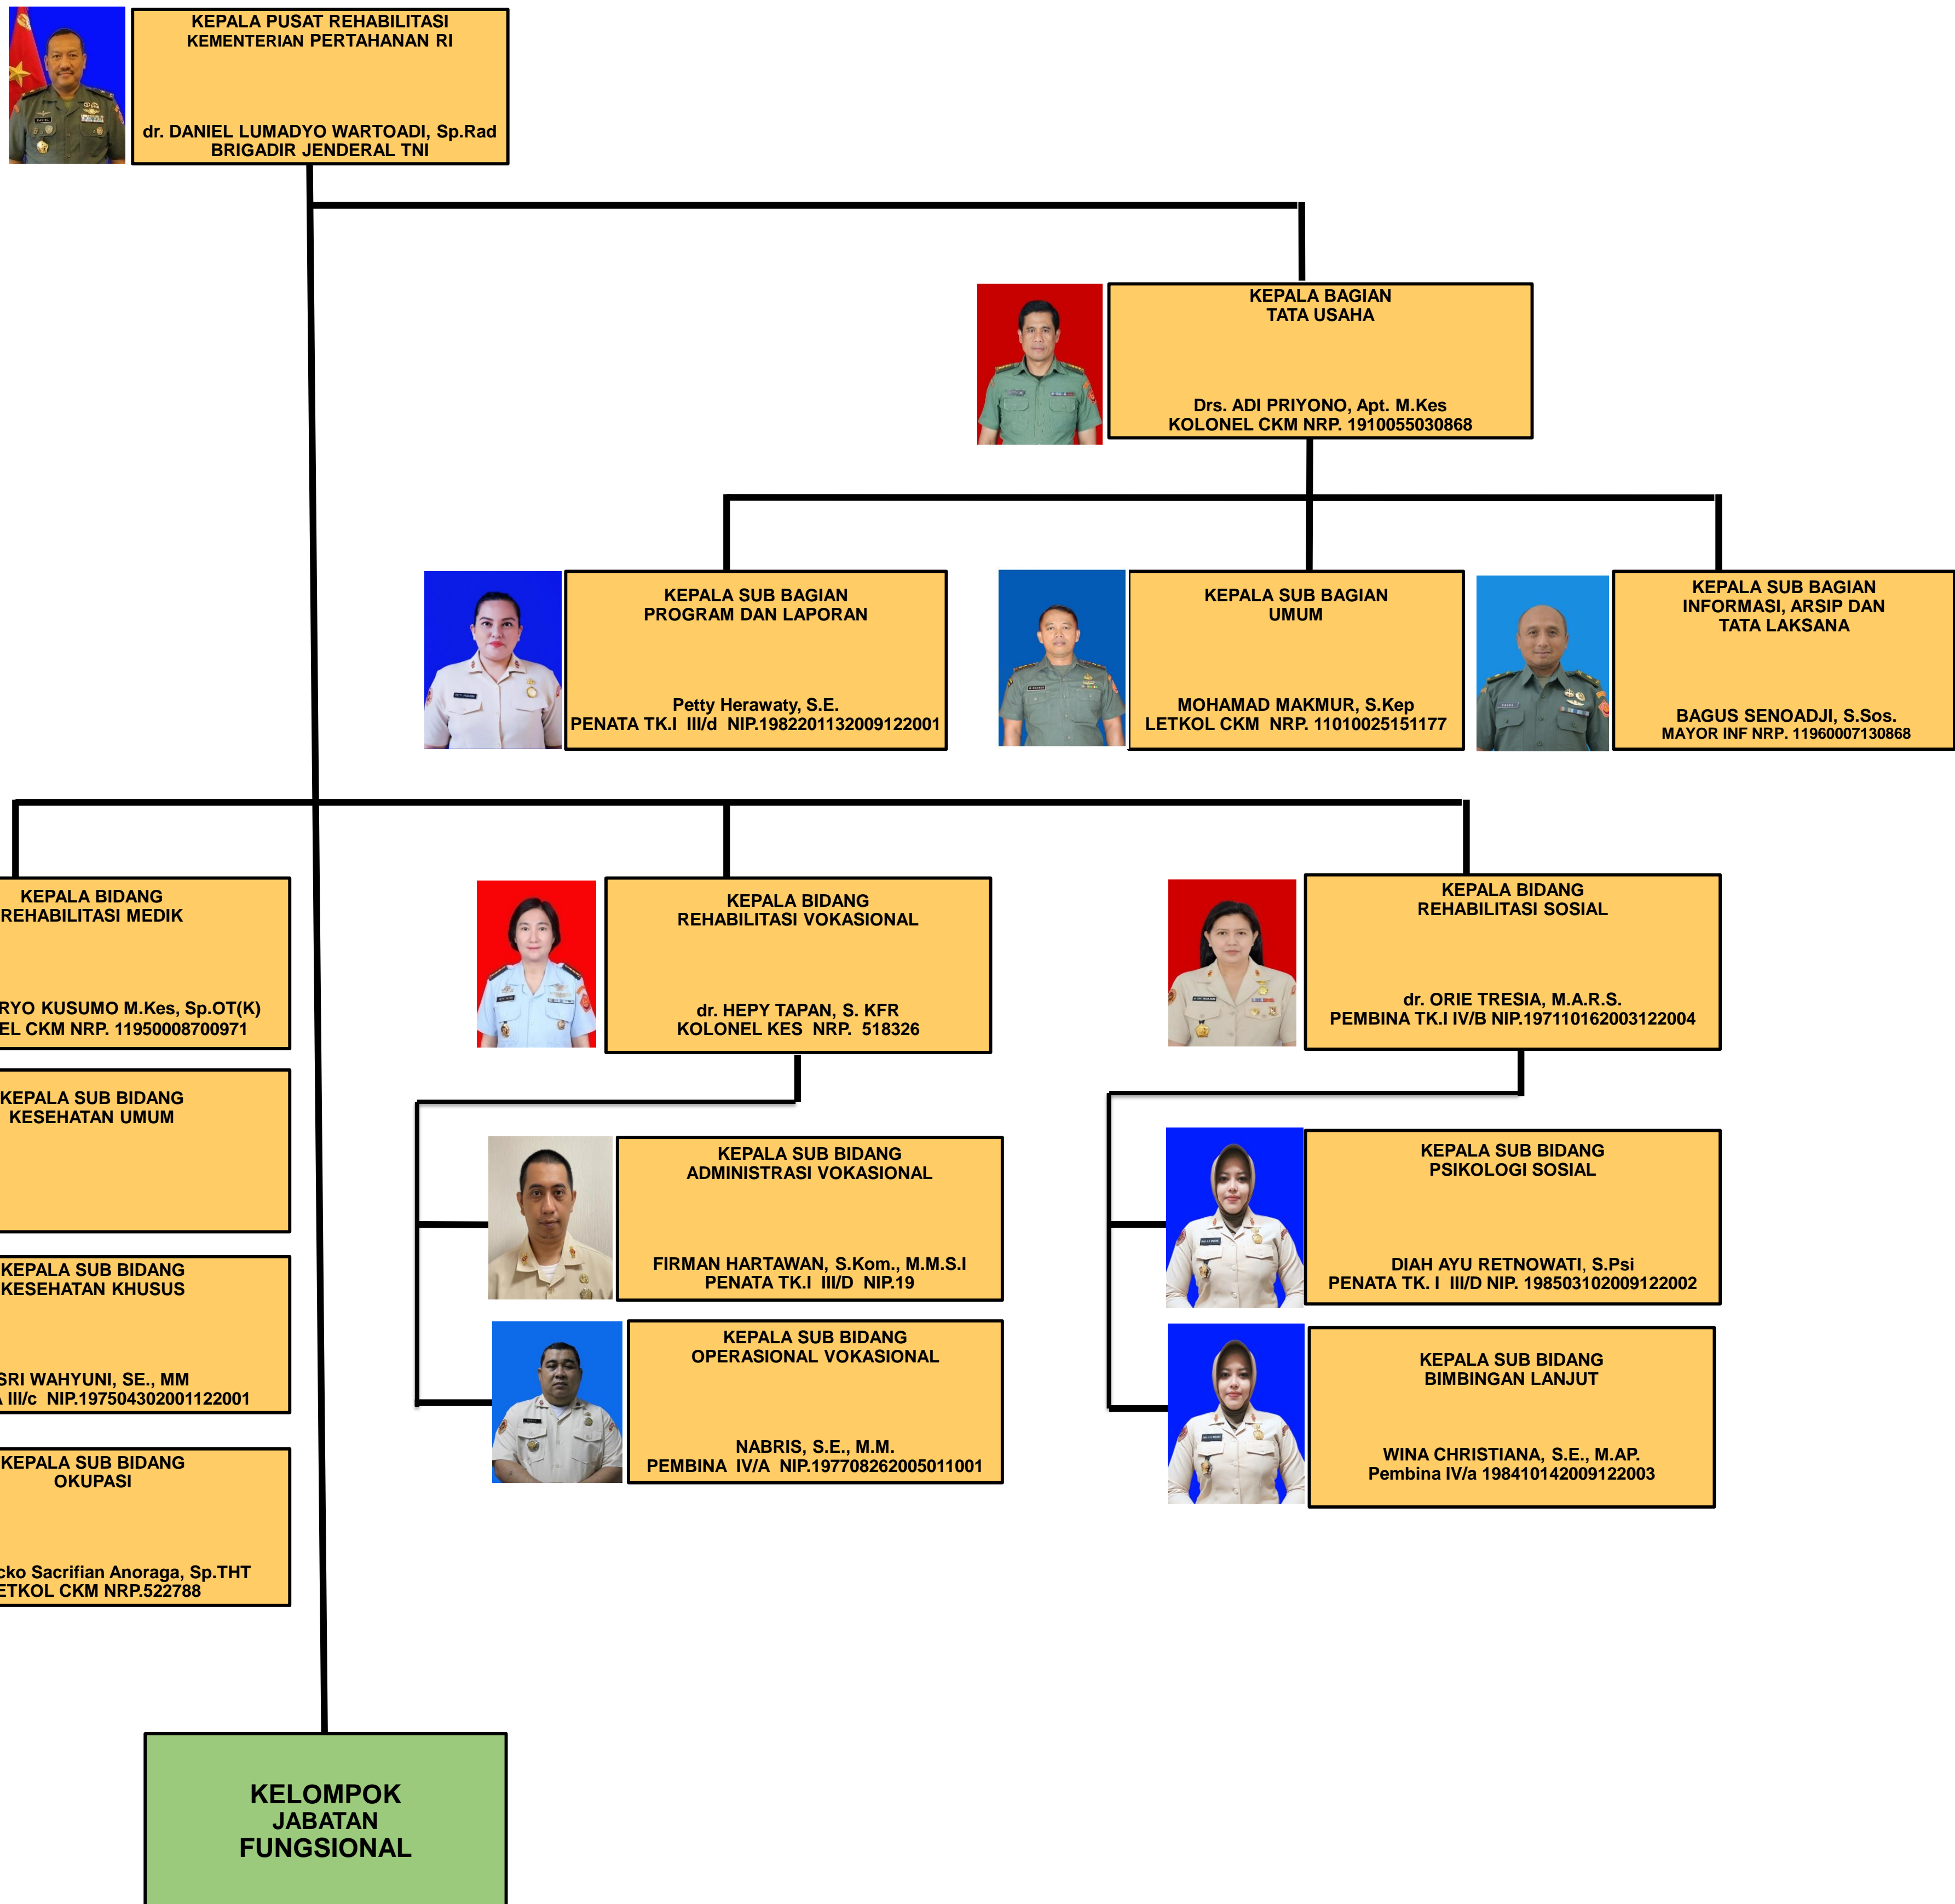 KEPALA PUSAT REHABILITASI
KEMENTERIAN PERTAHANAN RI
dr. DANIEL LUMADYO WARTOADI, Sp.Rad
BRIGADIR JENDERAL TNI
KEPALA BAGIAN
TATA USAHA
Drs. ADI PRIYONO, Apt. M.Kes
KOLONEL CKM NRP. 1910055030868
KEPALA SUB BAGIAN
PROGRAM DAN LAPORAN
Petty Herawaty, S.E.
PENATA TK.I III/d NIP.1982201132009122001
KEPALA SUB BAGIAN
UMUM
MOHAMAD MAKMUR, S.Kep
LETKOL CKM NRP. 11010025151177
KEPALA SUB BAGIAN
INFORMASI, ARSIP DAN
TATA LAKSANA
BAGUS SENOADJI, S.Sos.
MAYOR INF NRP. 11960007130868
KEPALA BIDANG
REHABILITASI MEDIK
RYO KUSUMO M.Kes, Sp.OT(K)
EL CKM NRP. 11950008700971
KEPALA SUB BIDANG
KESEHATAN UMUM
KEPALA SUB BIDANG
KESEHATAN KHUSUS
SRI WAHYUNI, SE., MM
III/c NIP.197504302001122001
KEPALA SUB BIDANG
OKUPASI
cko Sacrifian Anoraga, Sp.THT
ETKOL CKM NRP.522788
KEPALA BIDANG
REHABILITASI VOKASIONAL
dr. HEPY TAPAN, S. KFR
KOLONEL KES NRP. 518326
KEPALA SUB BIDANG
ADMINISTRASI VOKASIONAL
FIRMAN HARTAWAN, S.Kom., M.M.S.I
PENATA TK.I III/D NIP.19
KEPALA SUB BIDANG
OPERASIONAL VOKASIONAL
NABRIS, S.E., M.M.
PEMBINA IV/A NIP.197708262005011001
KEPALA BIDANG
REHABILITASI SOSIAL
dr. ORIE TRESIA, M.A.R.S.
PEMBINA TK.I IV/B NIP.197110162003122004
KEPALA SUB BIDANG
PSIKOLOGI SOSIAL
DIAH AYU RETNOWATI, S.Psi
PENATA TK. I III/D NIP. 198503102009122002
KEPALA SUB BIDANG
BIMBINGAN LANJUT
WINA CHRISTIANA, S.E., M.AP.
Pembina IV/a 198410142009122003
KELOMPOK
JABATAN
FUNGSIONAL